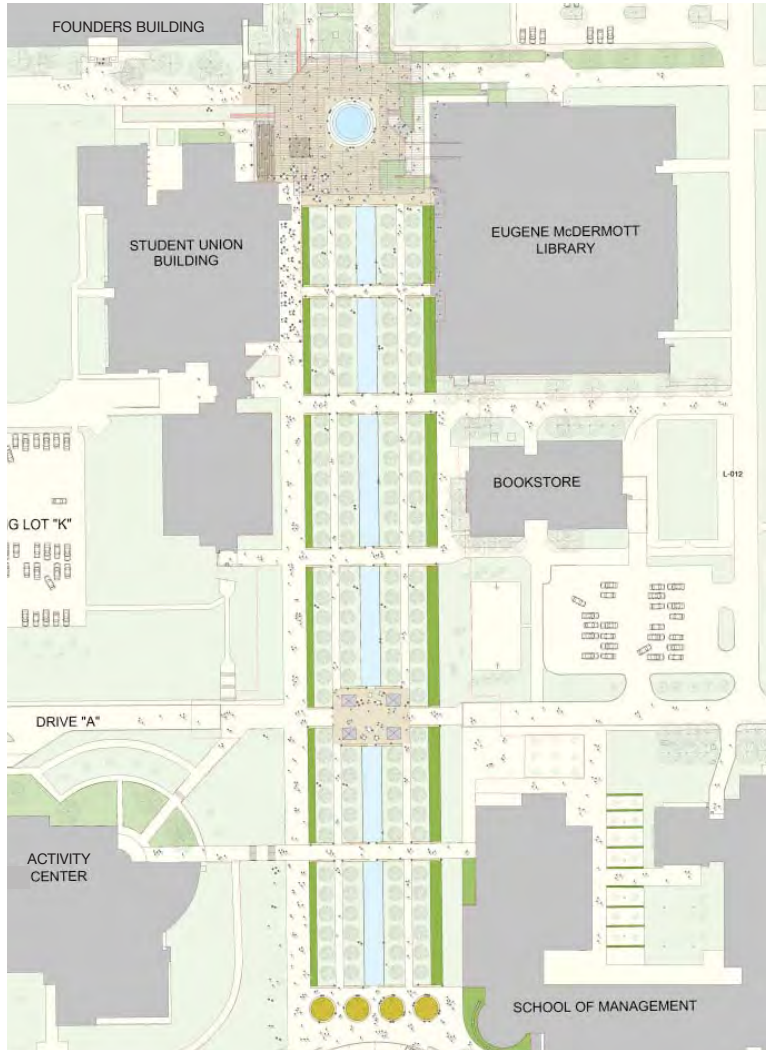 FOUNDERS BUILDING
STUDENT UNION
BUILDING
EUGENE McDERMOTT
LIBRARY
BOOKSTORE
L-012
G LOT "K"
DRIVE "A"
ACTIVITY
CENTER
SCHOOL OF MANAGEMENT